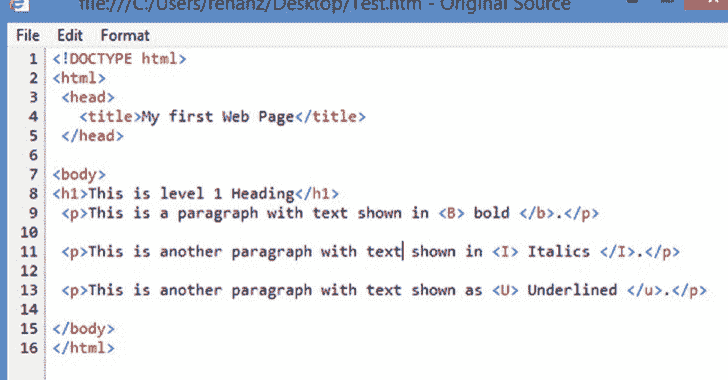 file:///C:/Users/rehanz/Desktop/Test.htm - Original Source
File Edit Format
1 <!DOCTYPE html>
2 <html>
3 <head>
4 <title>My first Web Page</title>
5 </head>
6
7 <body>
8 <h1>This is level 1 Heading</h1>
9 <p>This is a paragraph with text shown in <B> bold </b>.</p>
10
11 <p>This is another paragraph with text shown in <I> Italics </I>.</p>
12
13 <p>This is another paragraph with text shown as <U> Underlined </u>.</p>
14
15 </body>
16 </html>